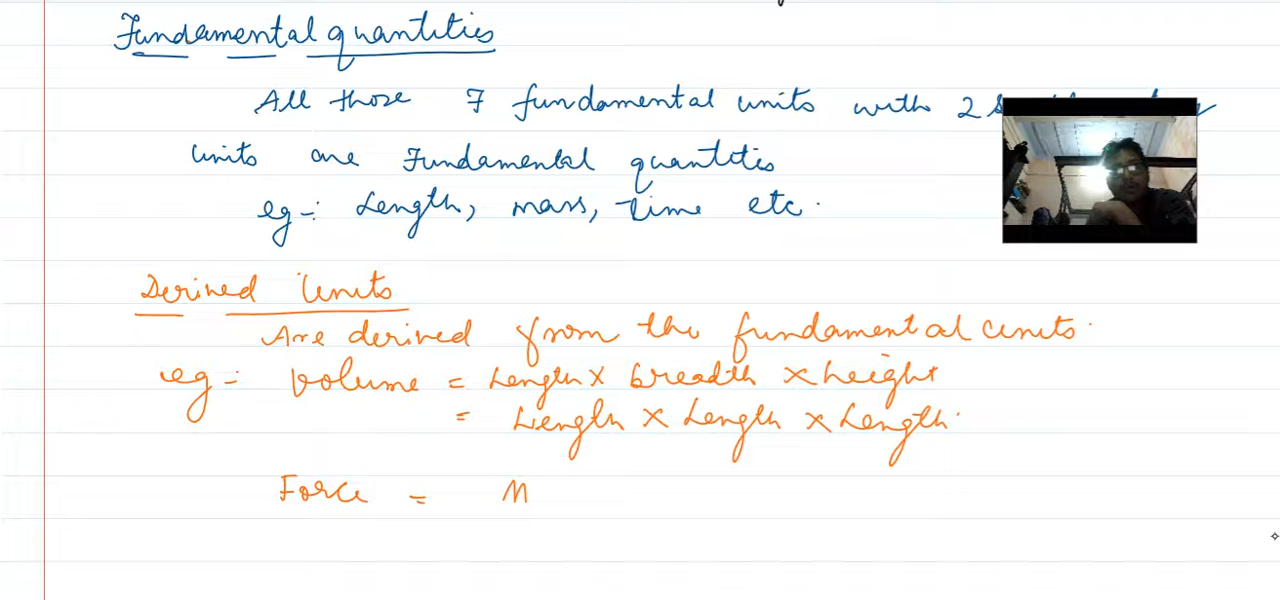 Fundamental quantities
All those 7 fundamental units with 2
units are Fundamental quantities
eg-: Length, mass, time etc.
Derived Units
Are derived from the fundamental units.
eg - volume = Length x breadth x height
= Length x Length x Length.
Force = M